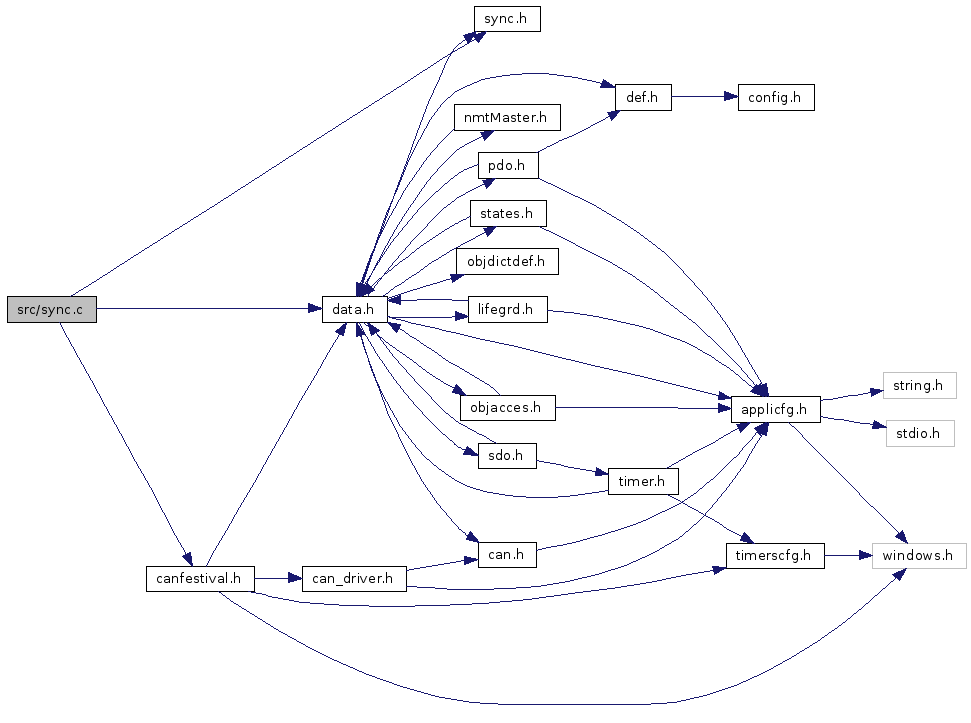 sync.h
def.h
config.h
nmtMaster.h
pdo.h
states.h
objdictdef.h
src/sync.c
data.h
lifegrd.h
string.h
objacces.h
applicfg.h
stdio.h
sdo.h
timer.h
can.h
timerscfg.h
windows.h
canfestival.h
can_driver.h